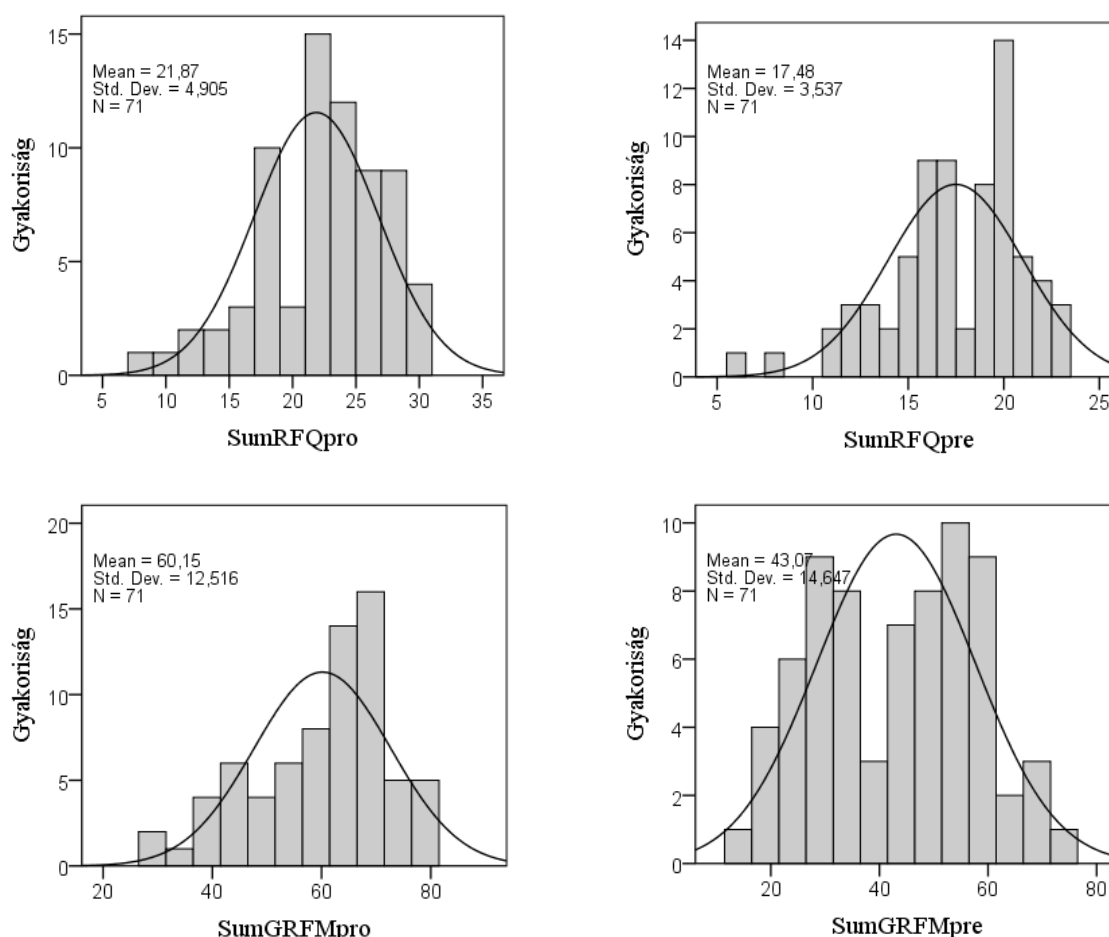 15
10
5
0
Gyakoriság
Mean = 21,87
Std. Dev. = 4,905
N = 71
5 10 15 20 25 30 35
SumRFQpro
14
12
10
8
6
4
2
0
Gyakoriság
Mean = 17,48
Std. Dev. = 3,537
N = 71
5 10 15 20 25
SumRFQpre
20
15
10
5
0
Gyakoriság
Mean = 60,15
Std. Dev. = 12,516
N = 71
20 40 60 80
SumGRFMpro
10
8
6
4
2
0
Gyakoriság
Mean = 43,07
Std. Dev. = 14,647
N = 71
20 40 60 80
SumGRFMpre